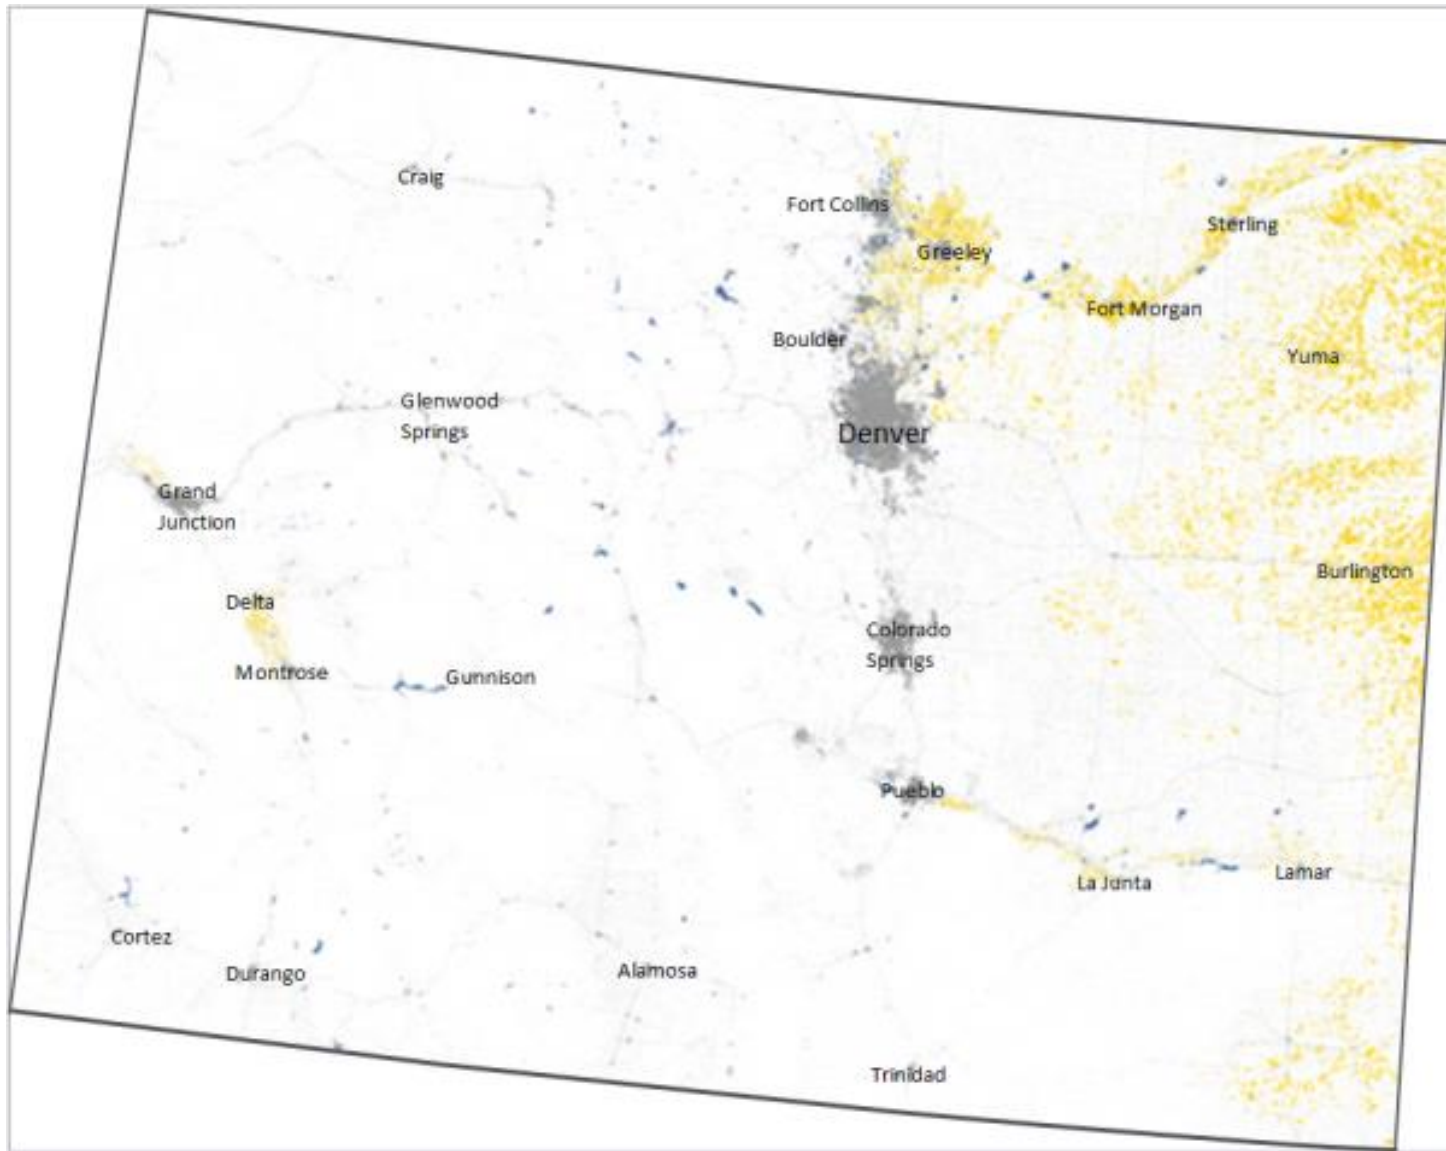 Craig
Fort Collins
Sterling
Greeley
Fort Morgan
Boulder
Yuma
Glenwood
Springs
Denver
Grand
Junction
Burlington
Delta
Colorado
Springs
Montrose
Gunnison
Pueblo
La Junta
Lamar
Cortez
Durango
Alamosa
Trinidad